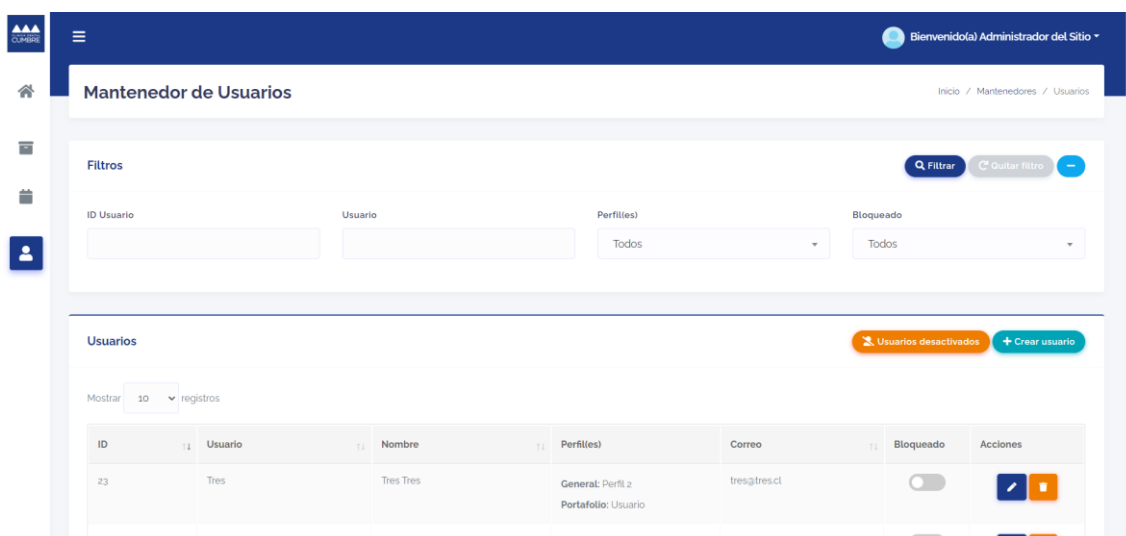 CUMBRE
Bienvenido(a) Administrador del Sitio
Mantenedor de Usuarios
Inicio / Mantenedores / Usuarios
Filtros
Filtrar
Quitar filtro
ID Usuario
Usuario
Perfil(es)
Bloqueado
Todos
Todos
Usuarios
Usuarios desactivados
+ Crear usuario
Mostrar 10 registros
ID
Usuario
Nombre
Perfil(es)
Correo
Bloqueado
Acciones
23
Tres
Tres Tres
General: Perfil 2
Portafolio: Usuario
tres@tres.cl